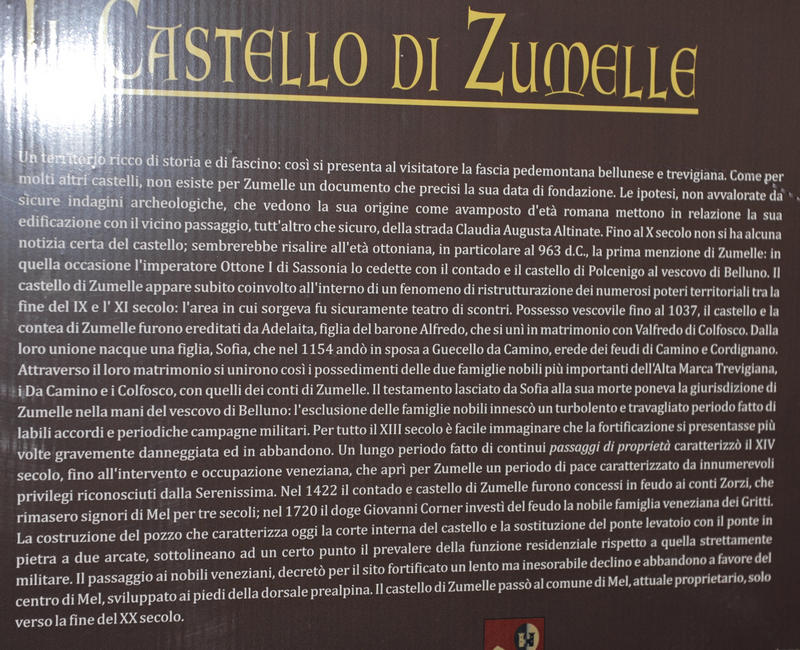 Il Castello di Zumelle
Un territorio ricco di storia e di fascino: così si presenta al visitatore la fascia pedemontana bellunese e trevigiana. Come per
molti altri castelli, non esiste per Zumelle un documento che precisi la sua data di fondazione. Le ipotesi, non avvalorate da
sicure indagini archeologiche, che vedono la sua origine come avamposto d'età romana mettono in relazione la sua
edificazione con il vicino passaggio, tutt'altro che sicuro, della strada Claudia Augusta Altinate. Fino al X secolo non si ha alcuna
notizia certa del castello; sembrerebbe risalire all'età ottoniana, in particolare al 963 d.C., la prima menzione di Zumelle: in
quella occasione l'imperatore Ottone I di Sassonia lo cedette con il contado e il castello di Polcenigo al vescovo di Belluno. Il
castello di Zumelle appare subito coinvolto all'interno di un fenomeno di ristrutturazione dei numerosi poteri territoriali tra la
fine del IX e l' XI secolo: l'area in cui sorgeva fu sicuramente teatro di scontri. Possesso vescovile fino al 1037, il castello e la
contea di Zumelle furono ereditati da Adelaita, figlia del barone Alfredo, che si unì in matrimonio con Valfredo di Colfosco. Dalla
loro unione nacque una figlia, Sofia, che nel 1154 andò in sposa a Guecello da Camino, erede dei feudi di Camino e Cordignano.
Attraverso il loro matrimonio si unirono così i possedimenti delle due famiglie nobili più importanti dell'Alta Marca Trevigiana,
i Da Camino e i Colfosco, con quelli dei conti di Zumelle. Il testamento lasciato da Sofia alla sua morte poneva la giurisdizione di
Zumelle nella mani del vescovo di Belluno: l'esclusione delle famiglie nobili innescò un turbolento e travagliato periodo fatto di
labili accordi e periodiche campagne militari. Per tutto il XIII secolo è facile immaginare che la fortificazione si presentasse più
volte gravemente danneggiata ed in abbandono. Un lungo periodo fatto di continui passaggi di proprietà caratterizzò il XIV
secolo, fino all'intervento e occupazione veneziana, che aprì per Zumelle un periodo di pace caratterizzato da innumerevoli
privilegi riconosciuti dalla Serenissima. Nel 1422 il contado e castello di Zumelle furono concessi in feudo ai conti Zorzi, che
rimasero signori di Mel per tre secoli; nel 1720 il doge Giovanni Corner investì del feudo la nobile famiglia veneziana dei Gritti.
La costruzione del pozzo che caratterizza oggi la corte interna del castello e la sostituzione del ponte levatoio con il ponte in
pietra a due arcate, sottolineano ad un certo punto il prevalere della funzione residenziale rispetto a quella strettamente
militare. Il passaggio ai nobili veneziani, decretò per il sito fortificato un lento ma inesorabile declino e abbandono a favore del
centro di Mel, sviluppato ai piedi della dorsale prealpina. Il castello di Zumelle passò al comune di Mel, attuale proprietario, solo
verso la fine del XX secolo.